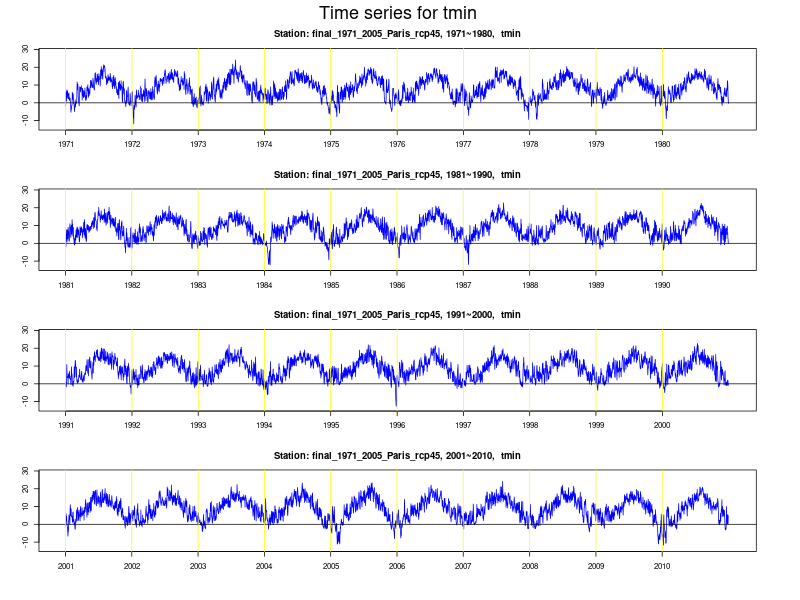 Time series for tmin
Station: final_1971_2005_Paris_rcp45, 1971~1980, tmin
30
20
10
0
-10
1971 1972 1973 1974 1975 1976 1977 1978 1979 1980
Station: final_1971_2005_Paris_rcp45, 1981~1990, tmin
30
20
10
0
-10
1981 1982 1983 1984 1985 1986 1987 1988 1989 1990
Station: final_1971_2005_Paris_rcp45, 1991~2000, tmin
30
20
10
0
-10
1991 1992 1993 1994 1995 1996 1997 1998 1999 2000
Station: final_1971_2005_Paris_rcp45, 2001~2010, tmin
30
20
10
0
-10
2001 2002 2003 2004 2005 2006 2007 2008 2009 2010